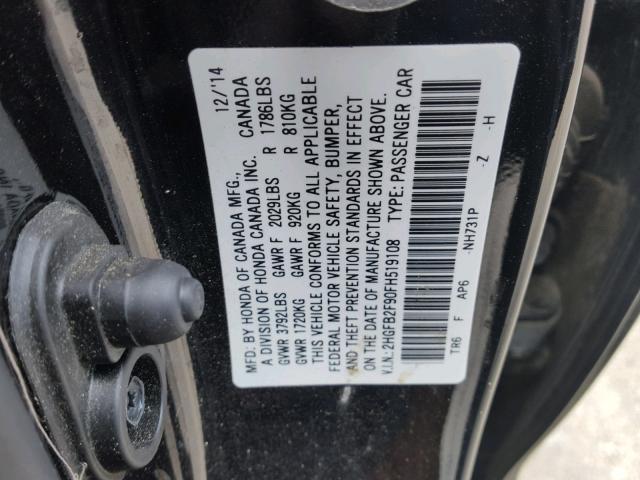 MFD. BY HONDA OF CANADA MFG., 12/'14
A DIVISION OF HONDA CANADA INC. CANADA
GVWR 3792LBS GAWR F 2029LBS R 1786LBS
GVWR 1720KG GAWR F 920KG R 810KG
THIS VEHICLE CONFORMS TO ALL APPLICABLE
FEDERAL MOTOR VEHICLE SAFETY, BUMPER,
AND THEFT PREVENTION STANDARDS IN EFFECT
ON THE DATE OF MANUFACTURE SHOWN ABOVE.
V.I.N.: 2HGFB2F90FH519108 TYPE: PASSENGER CAR
TR6 F AP6 -NH731P -Z -H